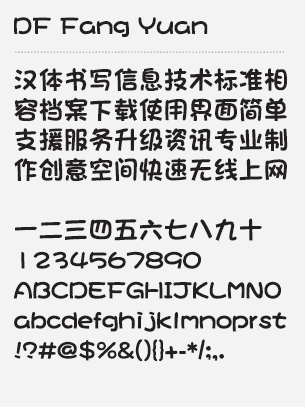 DF Fang Yuan
汉体书写信息技术标准相
容档案下载使用界面简单
支援服务升级资讯专业制
作创意空间快速无线上网
一二三四五六七八九十
1234567890
ABCDEFGHIJKLMNO
abcdefghijklmnoprst
!?#@$%&(){}+-*/;,.